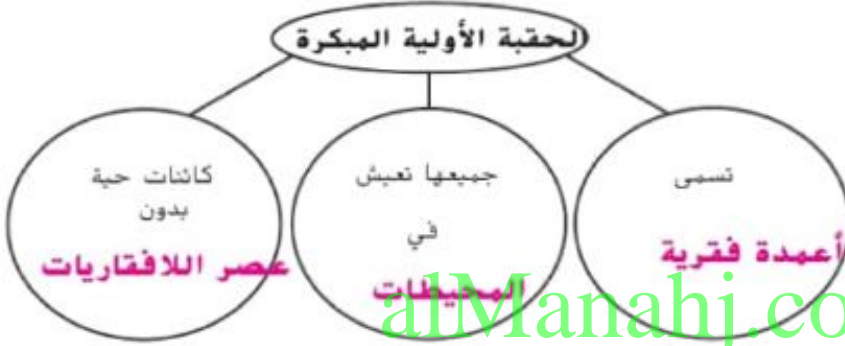 الحقبة الأولية المبكرة
تسمى
أعمدة فقرية
جميعها تعيش
في
المحيطات
كائنات حية
بدون
عصر اللافقاريات
alManahj.co